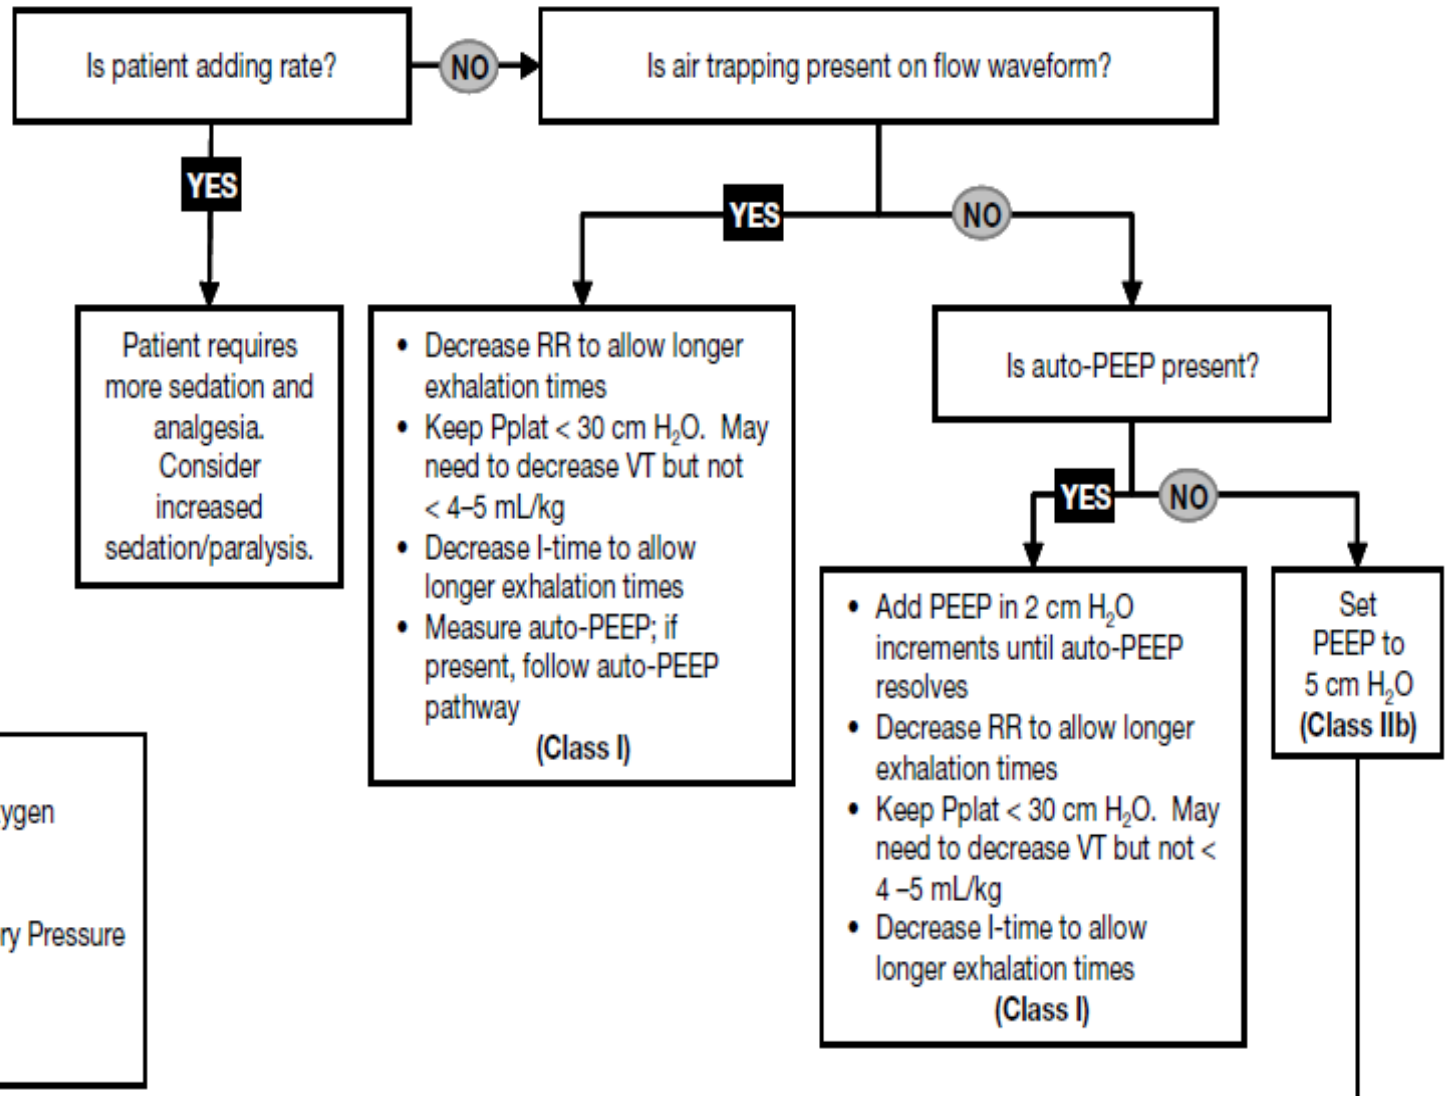 Is patient adding rate?
NO
Is air trapping present on flow waveform?
YES
YES
NO
Patient requires
more sedation and
analgesia.
Consider
increased
sedation/paralysis.
• Decrease RR to allow longer
exhalation times
• Keep Pplat < 30 cm H₂O. May
need to decrease VT but not
< 4–5 mL/kg
• Decrease I-time to allow
longer exhalation times
• Measure auto-PEEP; if
present, follow auto-PEEP
pathway
(Class I)
Is auto-PEEP present?
YES
NO
• Add PEEP in 2 cm H₂O
increments until auto-PEEP
resolves
• Decrease RR to allow longer
exhalation times
• Keep Pplat < 30 cm H₂O. May
need to decrease VT but not <
4 –5 mL/kg
• Decrease I-time to allow
longer exhalation times
(Class I)
Set
PEEP to
5 cm H₂O
(Class IIb)
ygen
ry Pressure